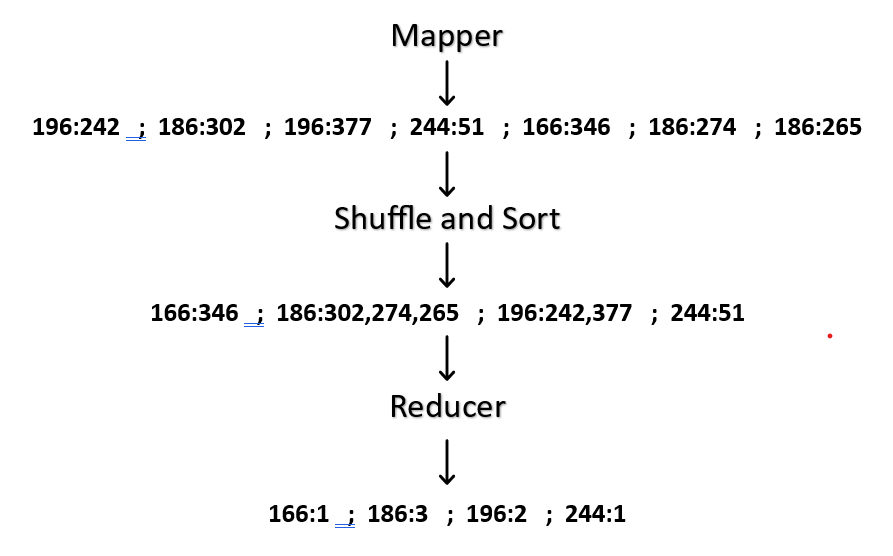 Mapper
196:242 ; 186:302 ; 196:377 ; 244:51 ; 166:346 ; 186:274 ; 186:265
Shuffle and Sort
166:346 ; 186:302,274,265 ; 196:242,377 ; 244:51
Reducer
166:1 ; 186:3 ; 196:2 ; 244:1